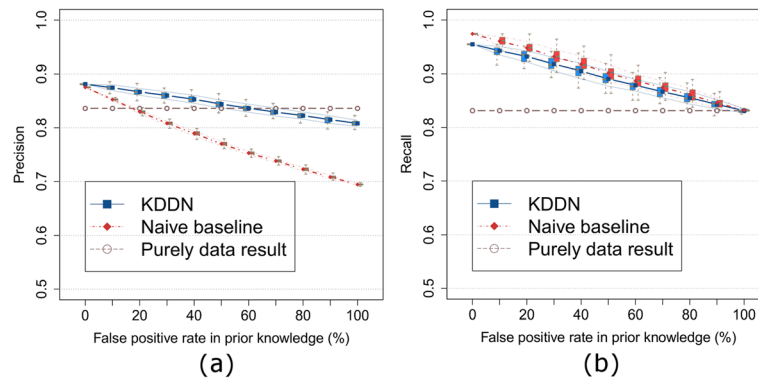 1.0
0.9
0.8
0.7
0.6
0.5
Precision
KDDN
Naive baseline
Purely data result
0 20 40 60 80 100
False positive rate in prior knowledge (%)
(a)
1.0
0.9
0.8
0.7
0.6
0.5
Recall
KDDN
Naive baseline
Purely data result
0 20 40 60 80 100
False positive rate in prior knowledge (%)
(b)